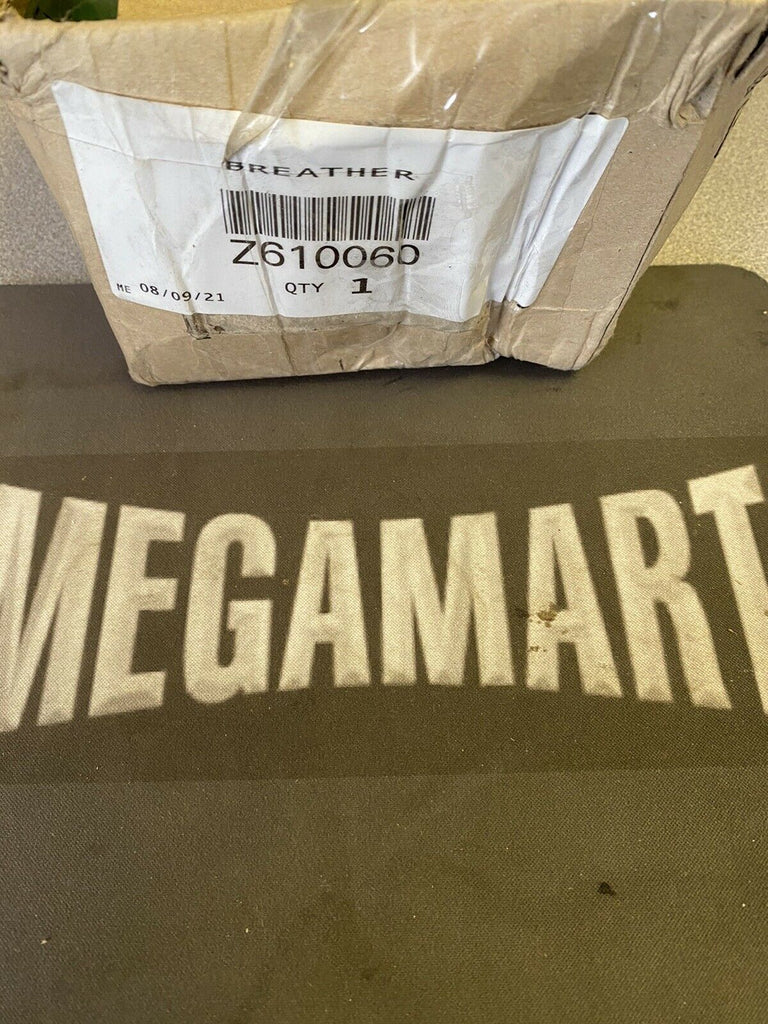 BREATHER
Z610060
ME 08/09/21 QTY 1
MEGAMART